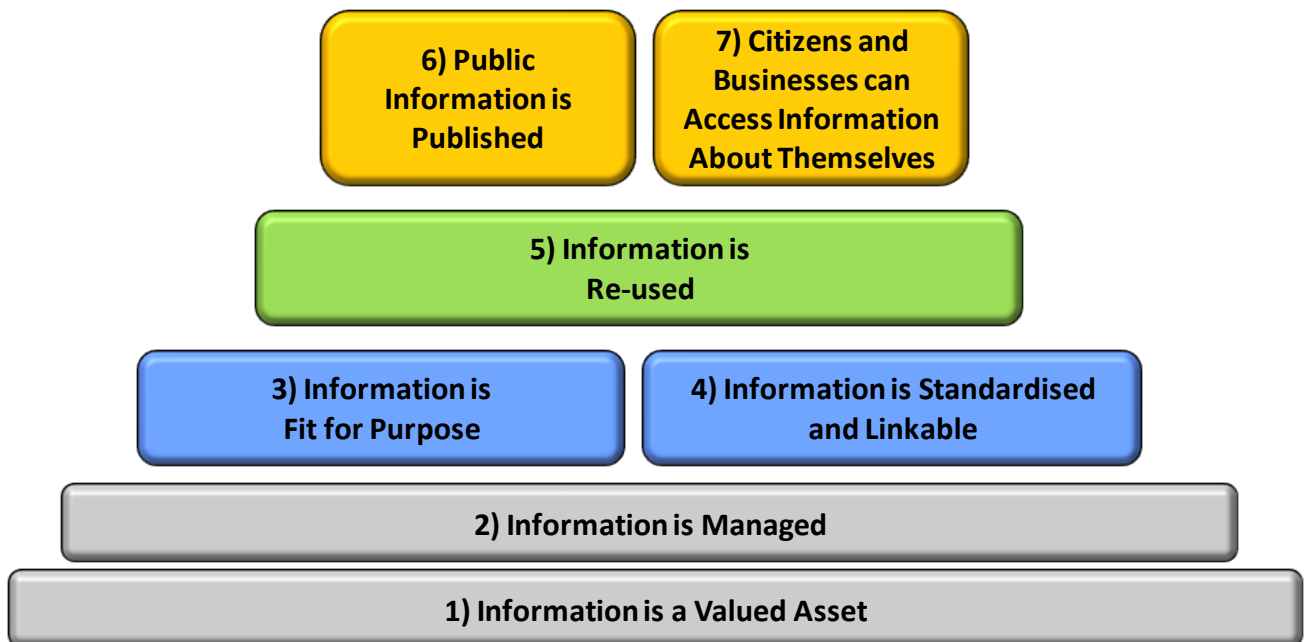 6) Public
Information is
Published
7) Citizens and
Businesses can
Access Information
About Themselves
5) Information is
Re-used
3) Information is
Fit for Purpose
4) Information is Standardised
and Linkable
2) Information is Managed
1) Information is a Valued Asset